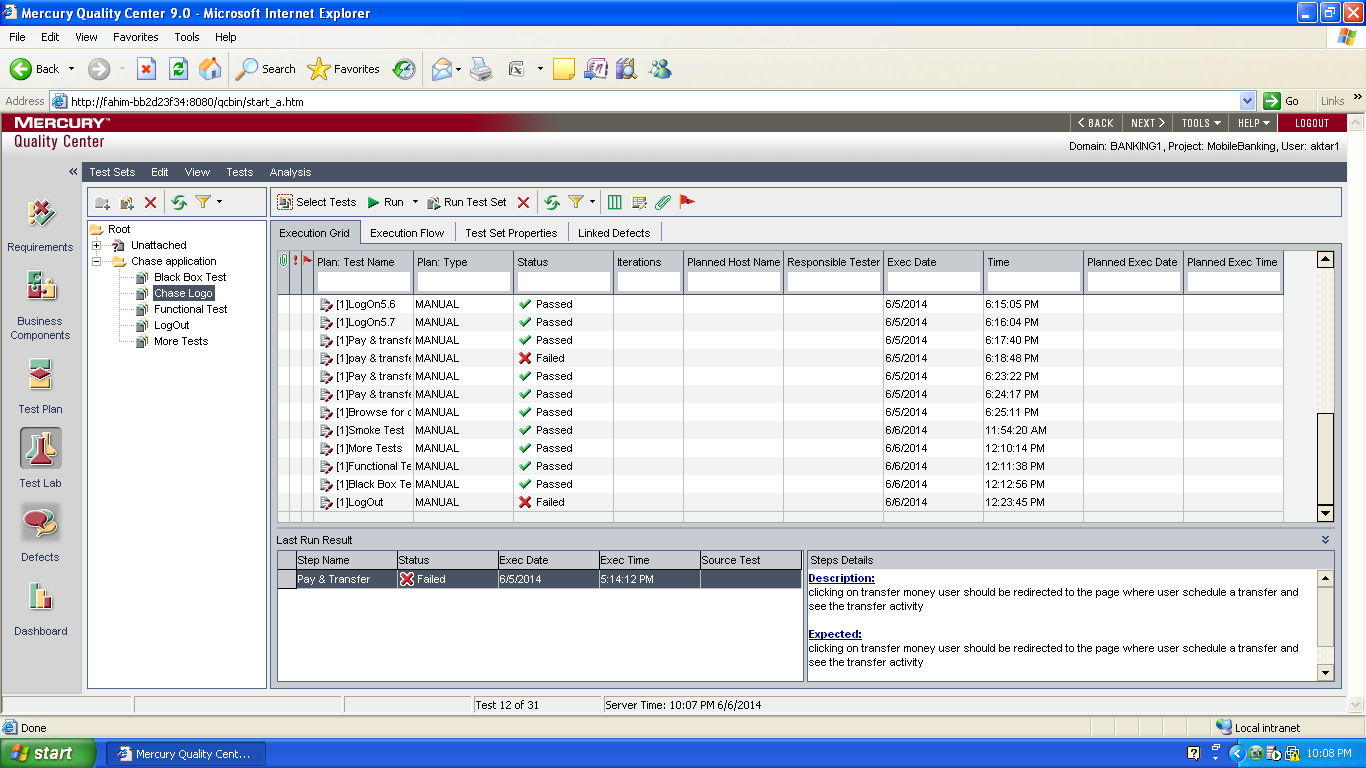 Mercury Quality Center 9.0 - Microsoft Internet Explorer
File Edit View Favorites Tools Help
Back Search Favorites
Address http://fahim-bb2d23f34:8080/qcbin/start_a.htm Go Links
MERCURY™ BACK NEXT TOOLS HELP LOGOUT
Quality Center
Domain: BANKING1, Project: MobileBanking, User: aktar1
Test Sets Edit View Tests Analysis
Select Tests Run Run Test Set
Requirements
Business Components
Test Plan
Test Lab
Defects
Dashboard
Root
Unattached
Chase application
Black Box Test
Chase Logo
Functional Test
LogOut
More Tests
Execution Grid Execution Flow Test Set Properties Linked Defects
Plan: Test Name Plan: Type Status Iterations Planned Host Name Responsible Tester Exec Date Time Planned Exec Date Planned Exec Time
[1]LogOn5.6 MANUAL Passed 6/5/2014 6:15:05 PM
[1]LogOn5.7 MANUAL Passed 6/5/2014 6:16:04 PM
[1]Pay & transfe MANUAL Passed 6/5/2014 6:17:40 PM
[1]pay & transfe MANUAL Failed 6/5/2014 6:18:48 PM
[1]Pay & transfe MANUAL Passed 6/5/2014 6:23:22 PM
[1]Pay & transfe MANUAL Passed 6/5/2014 6:24:17 PM
[1]Browse for c MANUAL Passed 6/5/2014 6:25:11 PM
[1]Smoke Test MANUAL Passed 6/6/2014 11:54:20 AM
[1]More Tests MANUAL Passed 6/6/2014 12:10:14 PM
[1]Functional Te MANUAL Passed 6/6/2014 12:11:38 PM
[1]Black Box Te MANUAL Passed 6/6/2014 12:12:56 PM
[1]LogOut MANUAL Failed 6/6/2014 12:23:45 PM
Last Run Result
Step Name Status Exec Date Exec Time Source Test
Pay & Transfer Failed 6/5/2014 5:14:12 PM
Steps Details
Description:
clicking on transfer money user should be redirected to the page where user schedule a transfer and
see the transfer activity
Expected:
clicking on transfer money user should be redirected to the page where user schedule a transfer and
see the transfer activity
Test 12 of 31 Server Time: 10:07 PM 6/6/2014
Done Local intranet
start Mercury Quality Cent... 10:08 PM